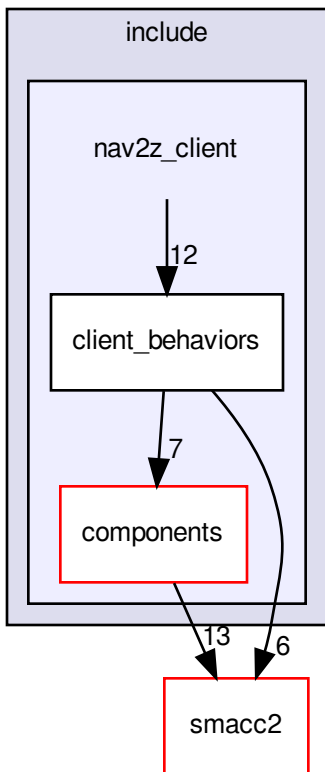 include
nav2z_client
12
client_behaviors
7
components
13
6
smacc2